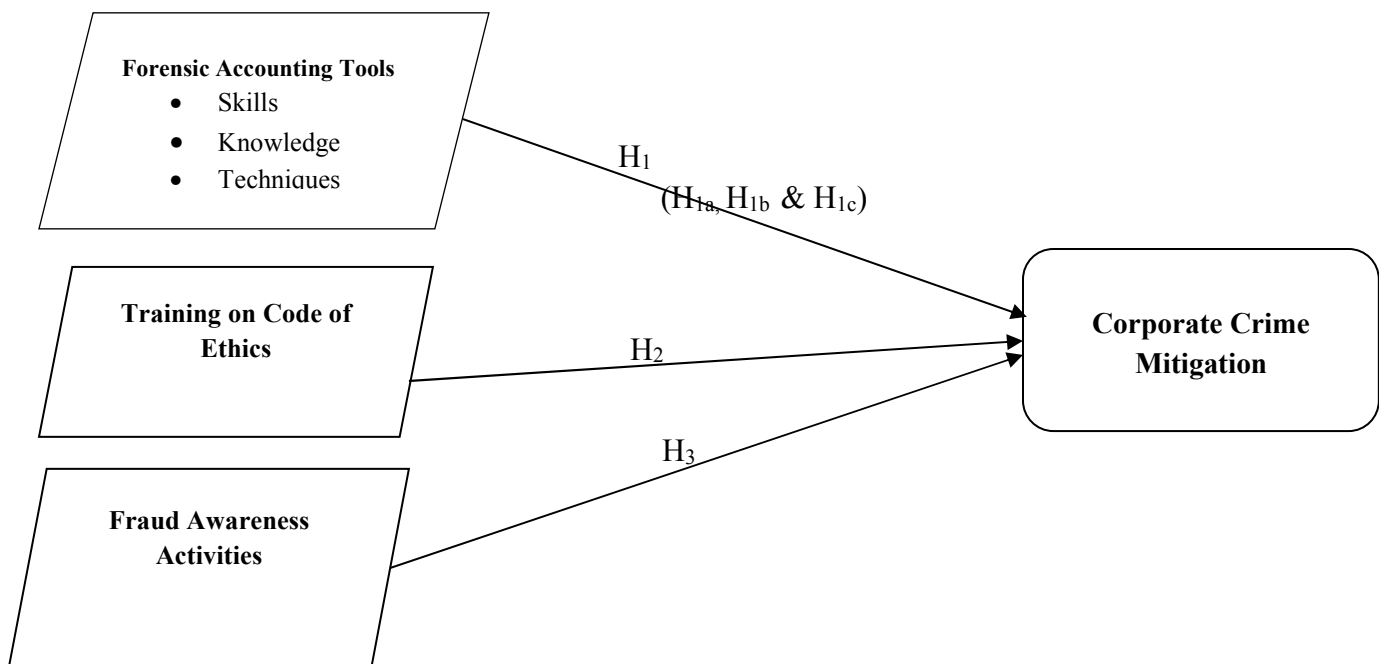 Forensic Accounting Tools
• Skills
• Knowledge
• Techniques
H₁
(H₁ₐ, H₁b & H₁c)
Training on Code of
Ethics
H₂
Corporate Crime
Mitigation
H₃
Fraud Awareness
Activities